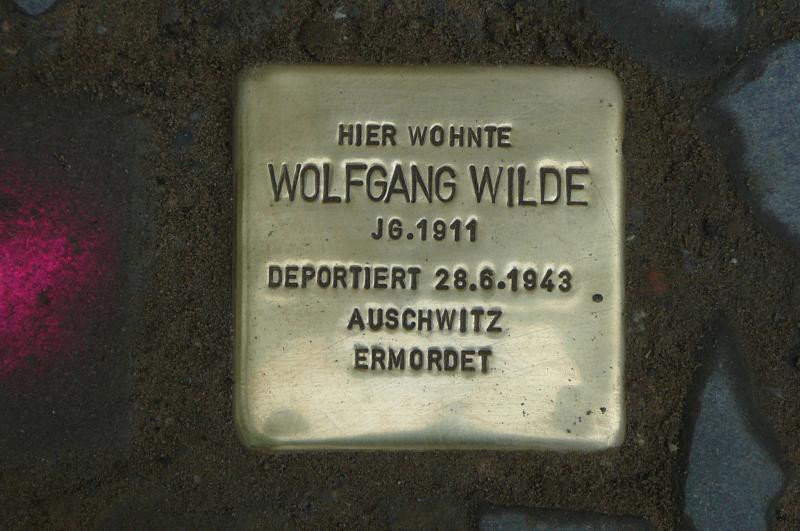 HIER WOHNTE
WOLFGANG WILDE
JG.1911
DEPORTIERT 28.6.1943
AUSCHWITZ
ERMORDET